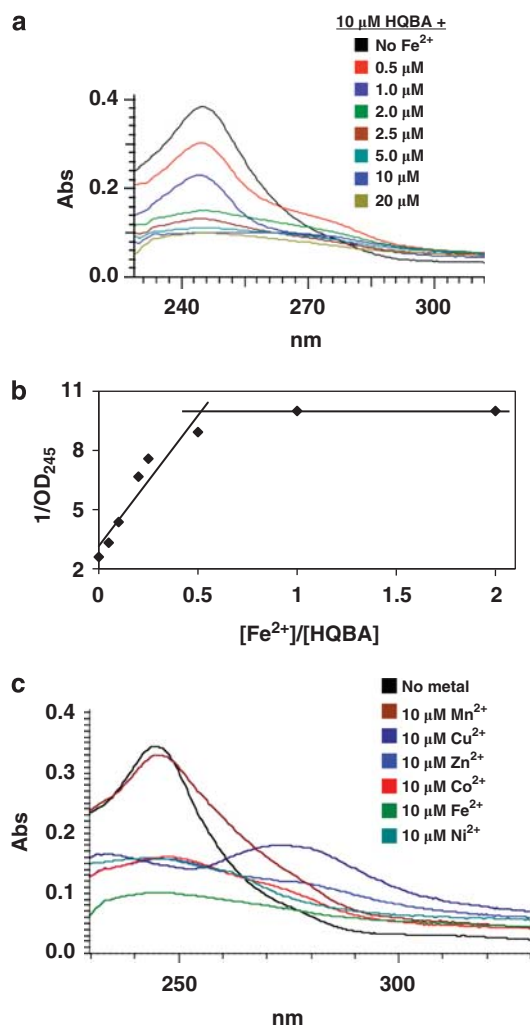 a
10 μM HQBA +
No Fe²⁺
0.5 μM
1.0 μM
2.0 μM
2.5 μM
5.0 μM
10 μM
20 μM
0.4
0.2
0.0
Abs
240
270
300
nm
b
11
8
5
2
1/OD₂₄₅
0
0.5
1
1.5
2
[Fe²⁺]/[HQBA]
c
No metal
10 μM Mn²⁺
10 μM Cu²⁺
10 μM Zn²⁺
10 μM Co²⁺
10 μM Fe²⁺
10 μM Ni²⁺
0.4
0.3
0.2
0.1
0.0
Abs
250
300
nm